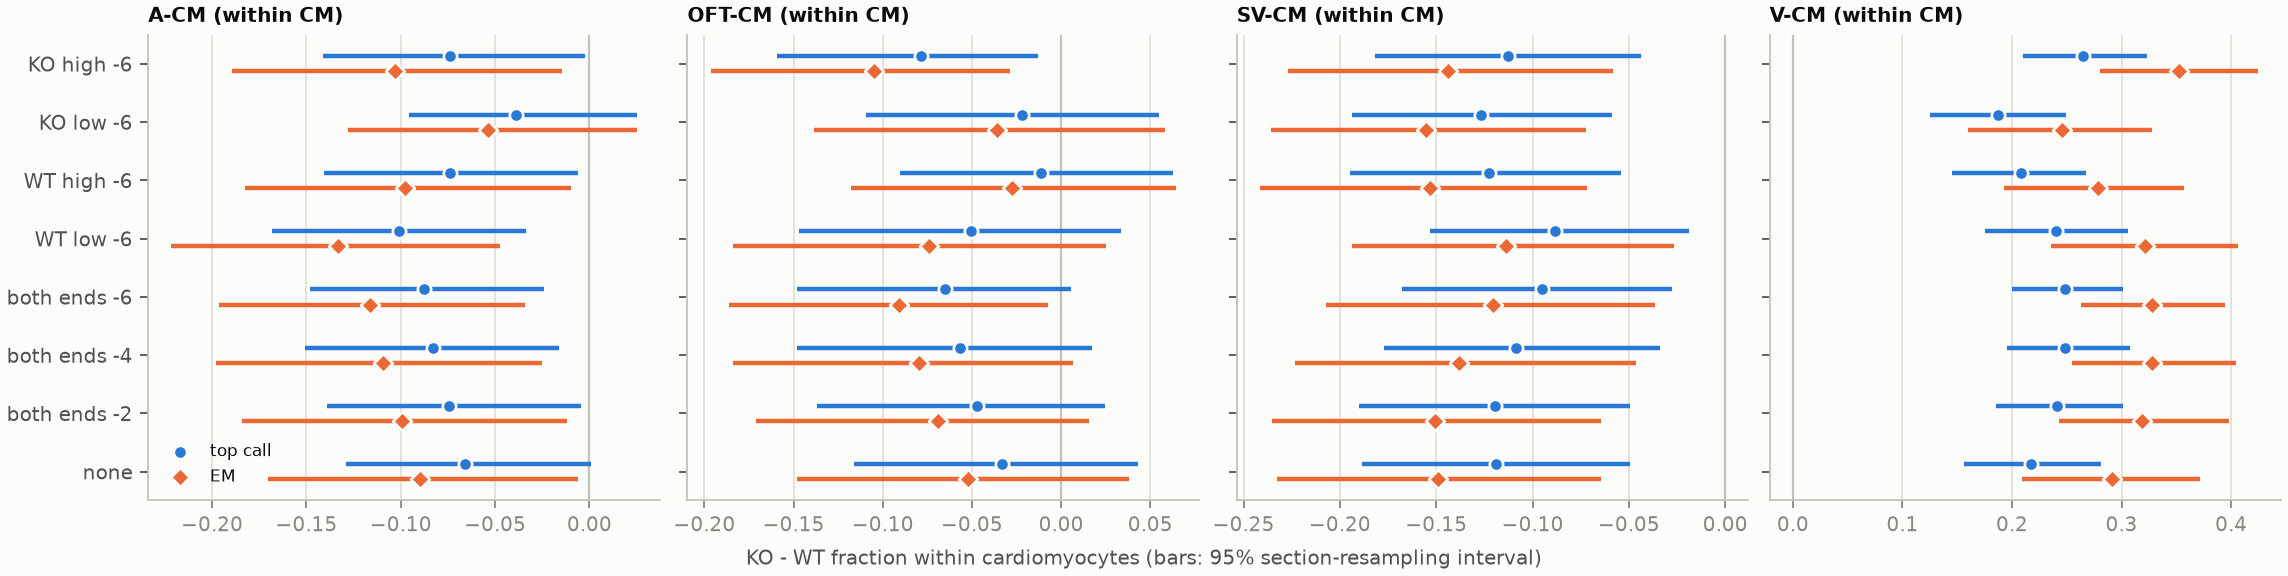 A-CM (within CM)
OFT-CM (within CM)
SV-CM (within CM)
V-CM (within CM)
KO high -6
KO low -6
WT high -6
WT low -6
both ends -6
both ends -4
both ends -2
none
top call
EM
−0.20 −0.15 −0.10 −0.05 0.00
−0.20 −0.15 −0.10 −0.05 0.00 0.05
−0.25 −0.20 −0.15 −0.10 −0.05 0.00
0.0 0.1 0.2 0.3 0.4
KO - WT fraction within cardiomyocytes (bars: 95% section-resampling interval)